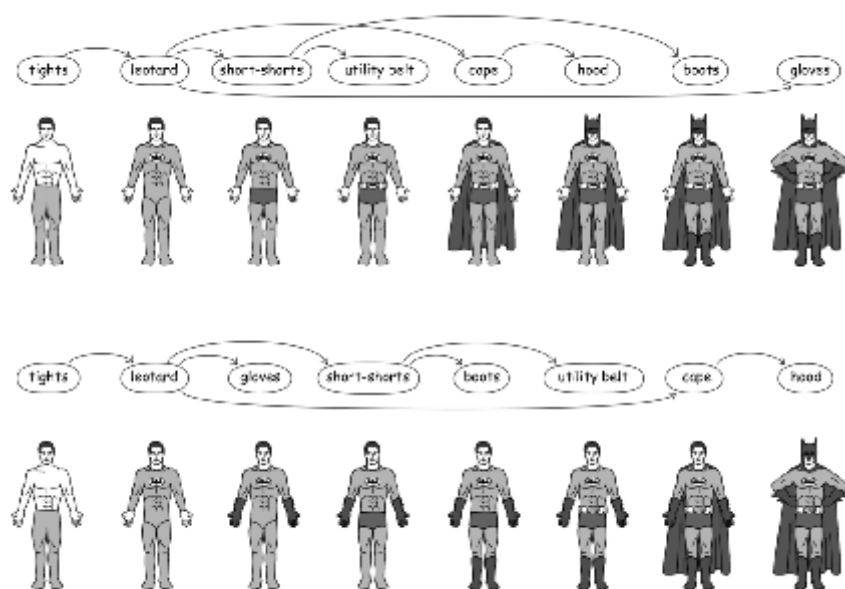 tights leotard short-shorts utility belt cape hood boots gloves
tights leotard gloves short-shorts boots utility belt cape hood